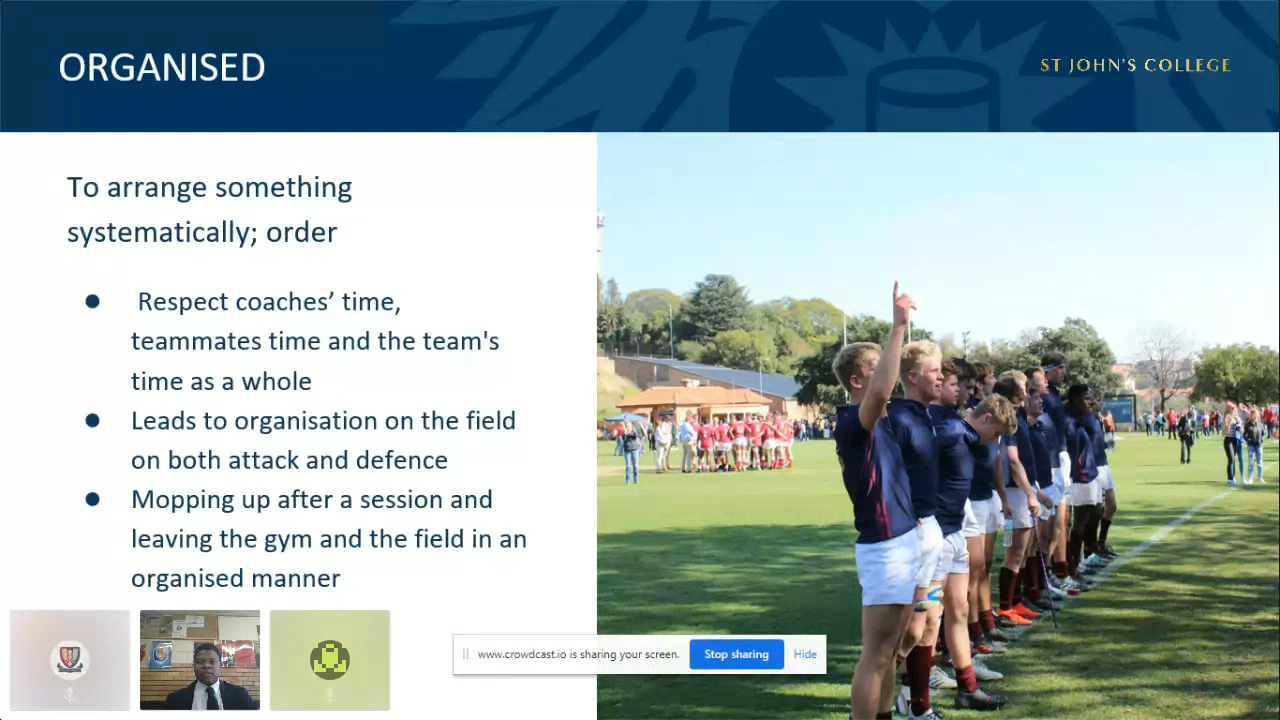 ORGANISED
ST JOHN'S COLLEGE
To arrange something
systematically; order
● Respect coaches’ time,
teammates time and the team's
time as a whole
● Leads to organisation on the field
on both attack and defence
● Mopping up after a session and
leaving the gym and the field in an
organised manner
www.crowdcast.io is sharing your screen.
Stop sharing
Hide